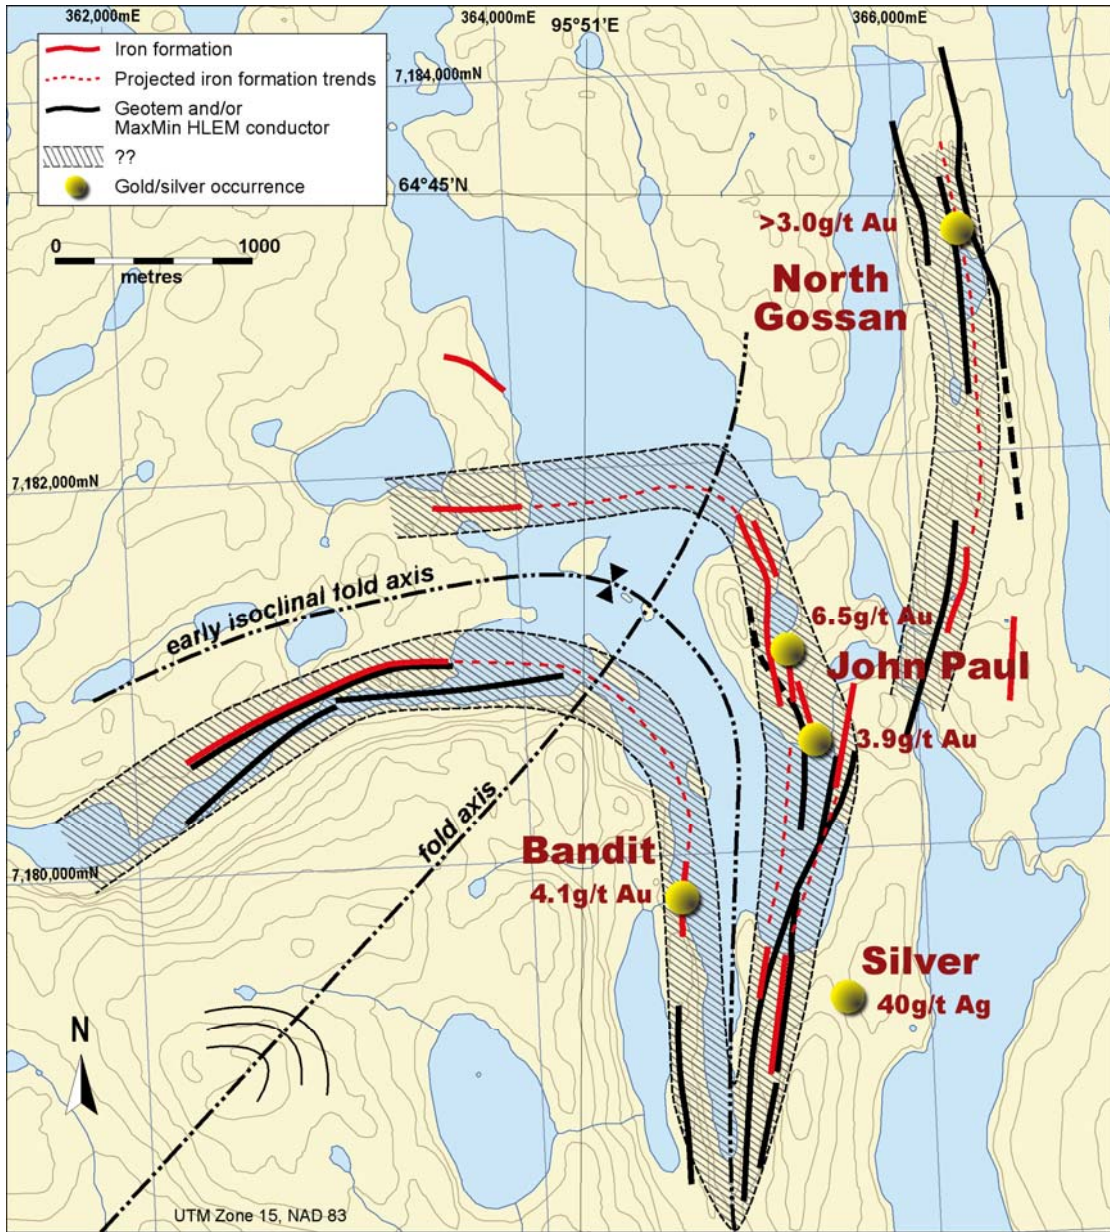 362,000mE
364,000mE
95°51'E
366,000mE
Iron formation
Projected iron formation trends
Geotem and/or
MaxMin HLEM conductor
??
Gold/silver occurrence
7,184,000mN
64°45'N
0 1000
metres
>3.0g/t Au
North
Gossan
7,182,000mN
early isoclinal fold axis
6.5g/t Au
John Paul
3.9g/t Au
fold axis
Bandit
4.1g/t Au
7,180,000mN
Silver
40g/t Ag
N
UTM Zone 15, NAD 83